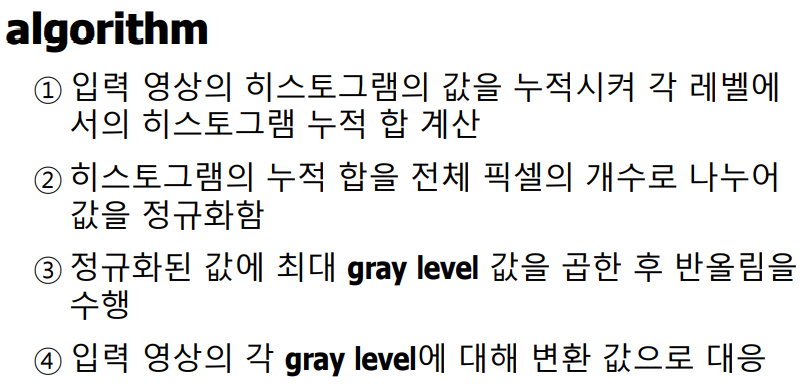 algorithm
① 입력 영상의 히스토그램의 값을 누적시켜 각 레벨에
서의 히스토그램 누적 합 계산
② 히스토그램의 누적 합을 전체 픽셀의 개수로 나누어
값을 정규화함
③ 정규화된 값에 최대 gray level 값을 곱한 후 반올림을
수행
④ 입력 영상의 각 gray level에 대해 변환 값으로 대응